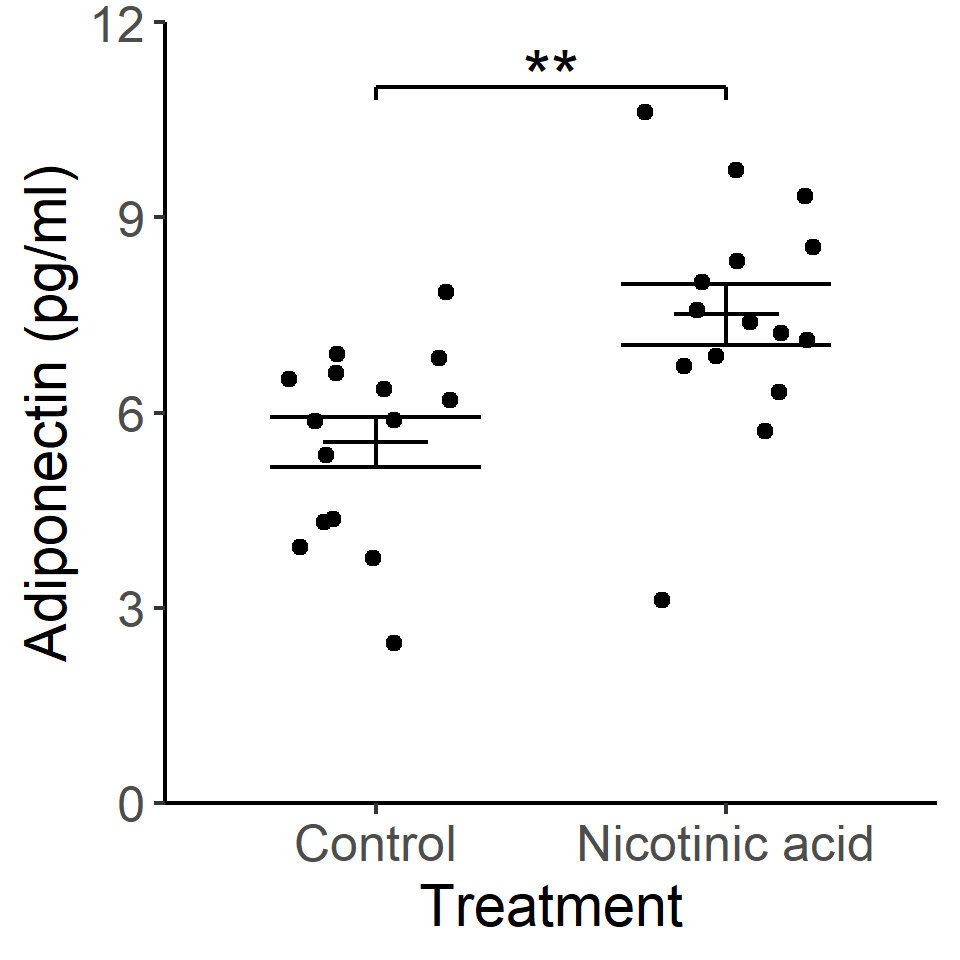 12
**
9
6
3
0
Adiponectin (pg/ml)
Control Nicotinic acid
Treatment